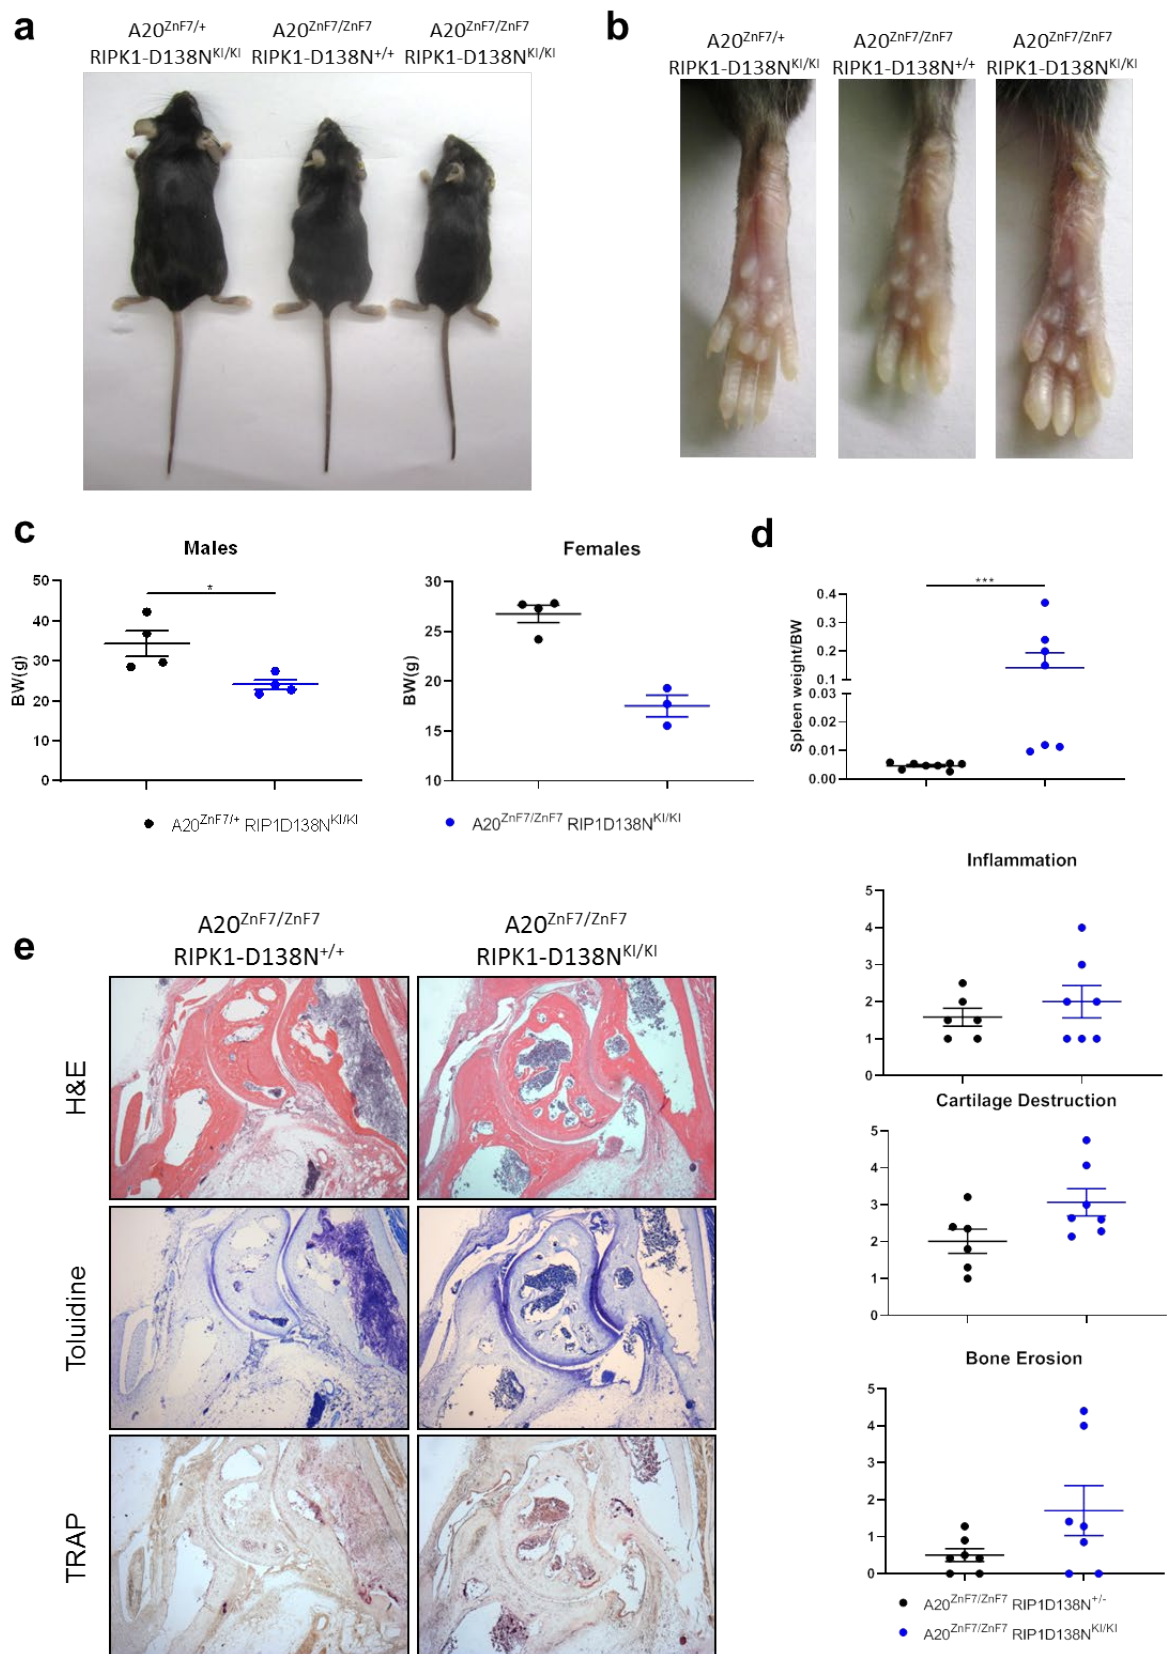 a
A20ZnF7/+
RIPK1-D138NKI/KI
A20ZnF7/ZnF7
RIPK1-D138N+/+
A20ZnF7/ZnF7
RIPK1-D138NKI/KI
b
A20ZnF7/+
RIPK1-D138NKI/KI
A20ZnF7/ZnF7
RIPK1-D138N+/+
A20ZnF7/ZnF7
RIPK1-D138NKI/KI
c
Males
BW(g)
50
40
30
20
10
0
*
Females
BW(g)
30
25
20
15
10
A20ZnF7/+ RIP1D138NKI/KI
A20ZnF7/ZnF7 RIP1D138NKI/KI
d
Spleen weight/BW
0.4
0.3
0.2
0.1
0.03
0.02
0.01
0.00
***
e
A20ZnF7/ZnF7
RIPK1-D138N+/+
A20ZnF7/ZnF7
RIPK1-D138NKI/KI
H&E
Toluidine
TRAP
Inflammation
5
4
3
2
1
0
Cartilage Destruction
5
4
3
2
1
0
Bone Erosion
5
4
3
2
1
0
A20ZnF7/ZnF7 RIP1D138N+/-
A20ZnF7/ZnF7 RIP1D138NKI/KI